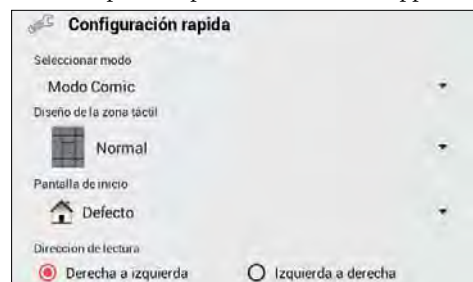 Configuración rapida
Seleccionar modo
Modo Comic
Diseño de la zona táctil
Normal
Pantalla de inicio
Defecto
Direccion de lectura
Derecha a izquierda
Izquierda a derecha